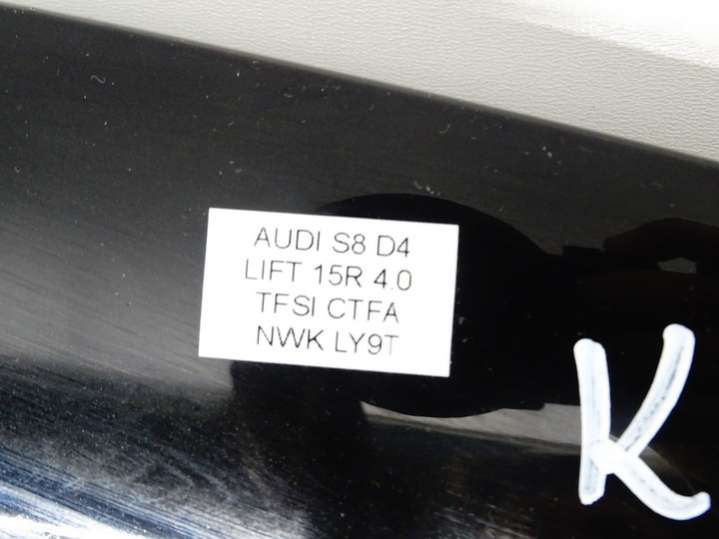 AUDI S8 D4
LIFT 15R 4.0
TFSI CTFA
NWK LY9T
K